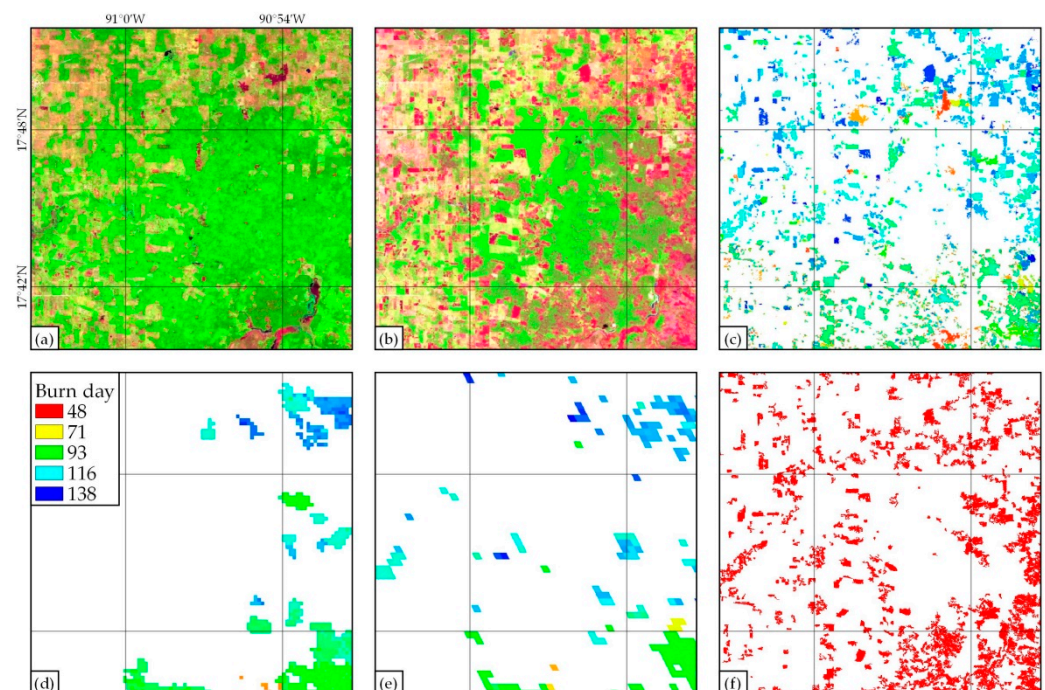 91°0′W
90°54′W
17°48′N
17°42′N
(a)
(b)
(c)
Burn day
48
71
93
116
138
(d)
(e)
(f)